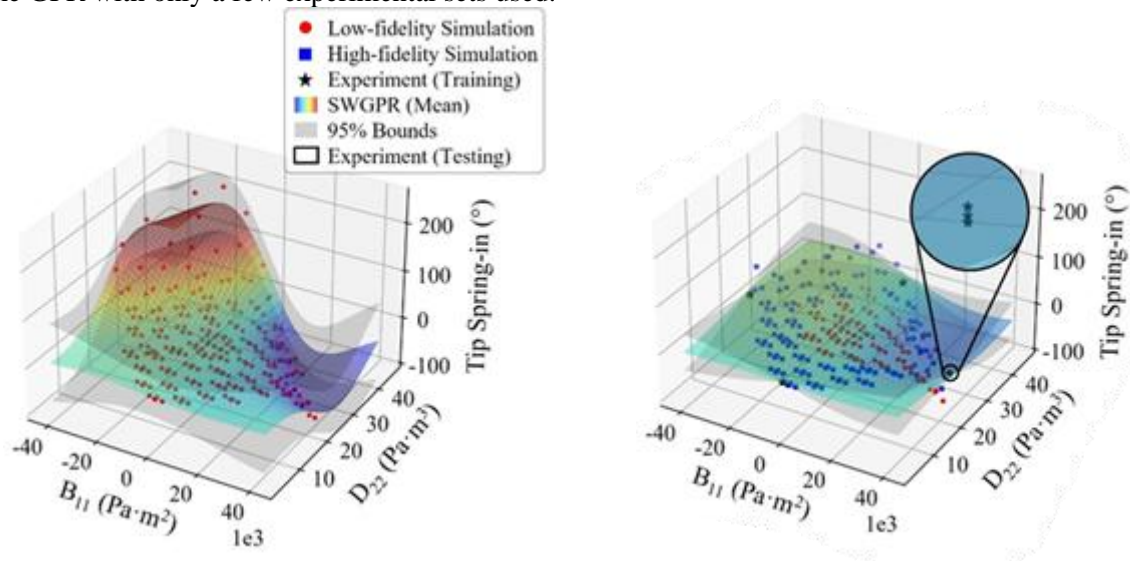 the GPR with only a few experimental sets used.
Low-fidelity Simulation
High-fidelity Simulation
Experiment (Training)
SWGPR (Mean)
95% Bounds
Experiment (Testing)
200
100
0
-100
Tip Spring-in (°)
40
30
20
10
D₂₂ (Pa·m³)
-40
-20
0
20
40
1e3
B₁₁ (Pa·m²)
200
100
0
-100
Tip Spring-in (°)
40
30
20
10
D₂₂ (Pa·m³)
-40
-20
0
20
40
1e3
B₁₁ (Pa·m²)